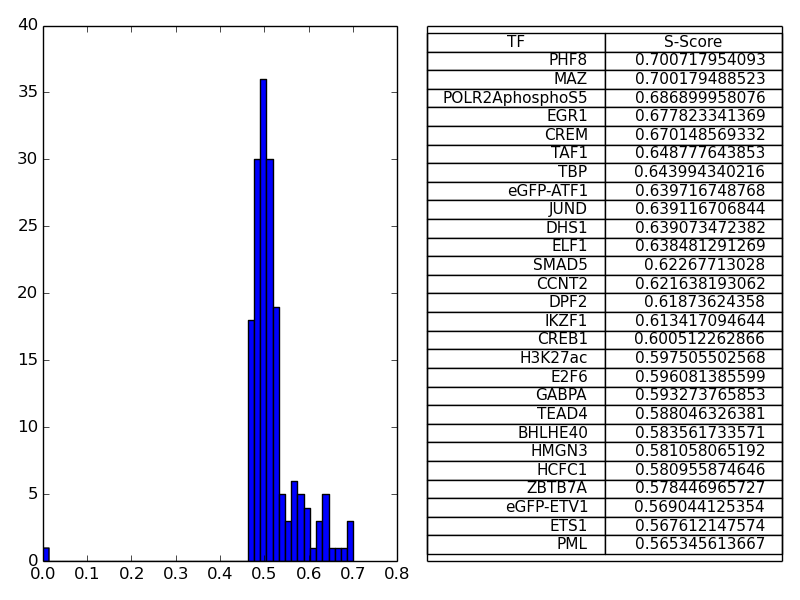 40
35
30
25
20
15
10
5
0
0.0 0.1 0.2 0.3 0.4 0.5 0.6 0.7 0.8
TF S-Score
PHF8 0.700717954093
MAZ 0.700179488523
POLR2AphosphoS5 0.686899958076
EGR1 0.677823341369
CREM 0.670148569332
TAF1 0.648777643853
TBP 0.643994340216
eGFP-ATF1 0.639716748768
JUND 0.639116706844
DHS1 0.639073472382
ELF1 0.638481291269
SMAD5 0.62267713028
CCNT2 0.621638193062
DPF2 0.61873624358
IKZF1 0.613417094644
CREB1 0.600512262866
H3K27ac 0.597505502568
E2F6 0.596081385599
GABPA 0.593273765853
TEAD4 0.588046326381
BHLHE40 0.583561733571
HMGN3 0.581058065192
HCFC1 0.580955874646
ZBTB7A 0.578446965727
eGFP-ETV1 0.569044125354
ETS1 0.567612147574
PML 0.565345613667